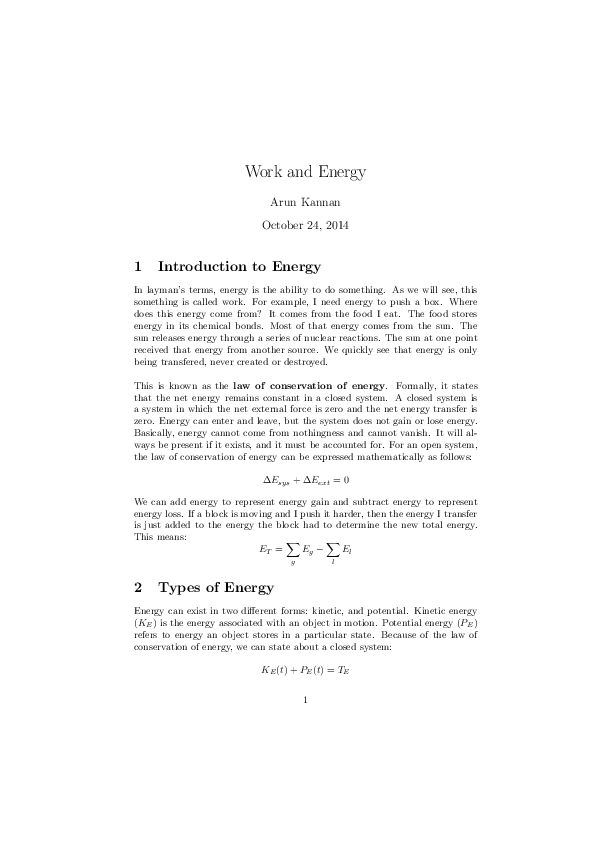 Work and Energy
Arun Kannan
October 24, 2014
1 Introduction to Energy
In layman's terms, energy is the ability to do something. As we will see, this
something is called work. For example, I need energy to push a box. Where
does this energy come from? It comes from the food I eat. The food stores
energy in its chemical bonds. Most of that energy comes from the sun. The
sun releases energy through a series of nuclear reactions. The sun at one point
received that energy from another source. We quickly see that energy is only
being transfered, never created or destroyed.
This is known as the law of conservation of energy. Formally, it states
that the net energy remains constant in a closed system. A closed system is
a system in which the net external force is zero and the net energy transfer is
zero. Energy can enter and leave, but the system does not gain or lose energy.
Basically, energy cannot come from nothingness and cannot vanish. It will al-
ways be present if it exists, and it must be accounted for. For an open system,
the law of conservation of energy can be expressed mathematically as follows:
ΔE_sys + ΔE_ext = 0
We can add energy to represent energy gain and subtract energy to represent
energy loss. If a block is moving and I push it harder, then the energy I transfer
is just added to the energy the block had to determine the new total energy.
This means:
E_T = ∑_g E_g − ∑_l E_l
2 Types of Energy
Energy can exist in two different forms: kinetic, and potential. Kinetic energy
(K_E) is the energy associated with an object in motion. Potential energy (P_E)
refers to energy an object stores in a particular state. Because of the law of
conservation of energy, we can state about a closed system:
K_E(t) + P_E(t) = T_E
1